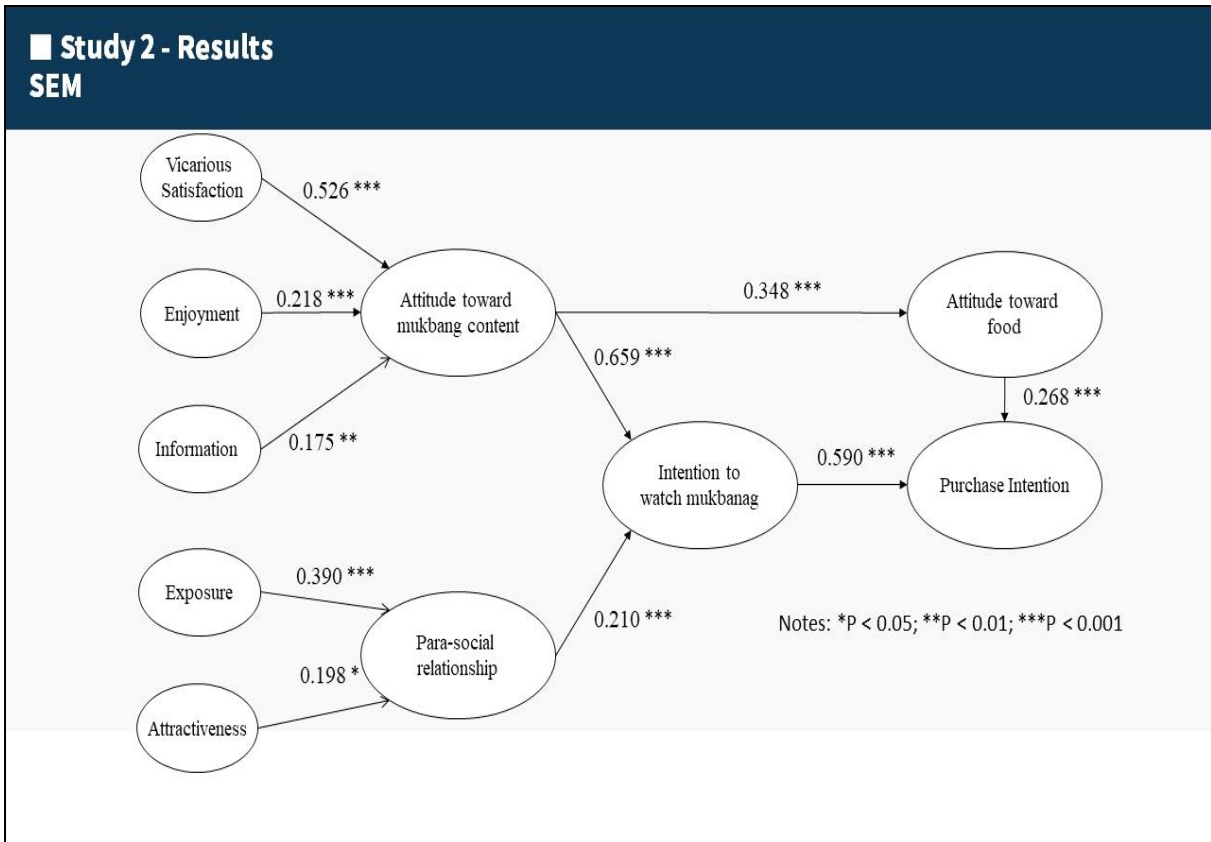 ■ Study 2 - Results
SEM
Vicarious
Satisfaction
0.526 ***
Enjoyment
0.218 ***
Attitude toward
mukbang content
0.348 ***
Attitude toward
food
0.659 ***
0.268 ***
Information
0.175 **
Intention to
watch mukbanag
0.590 ***
Purchase Intention
Exposure
0.390 ***
Para-social
relationship
0.210 ***
Notes: *P < 0.05; **P < 0.01; ***P < 0.001
0.198 *
Attractiveness